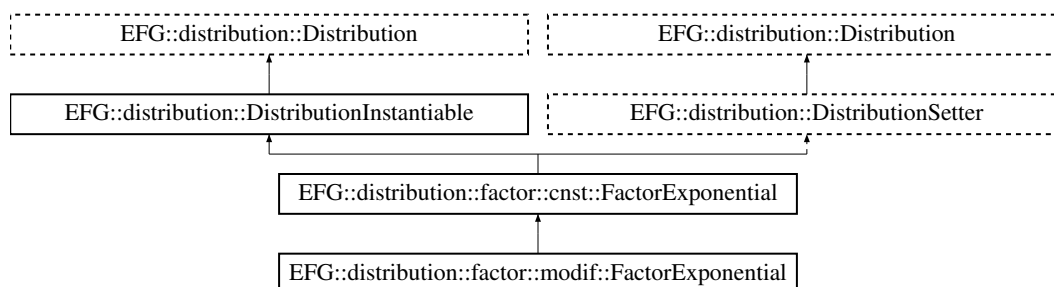 EFG::distribution::Distribution
EFG::distribution::Distribution
EFG::distribution::DistributionInstantiable
EFG::distribution::DistributionSetter
EFG::distribution::factor::cnst::FactorExponential
EFG::distribution::factor::modif::FactorExponential